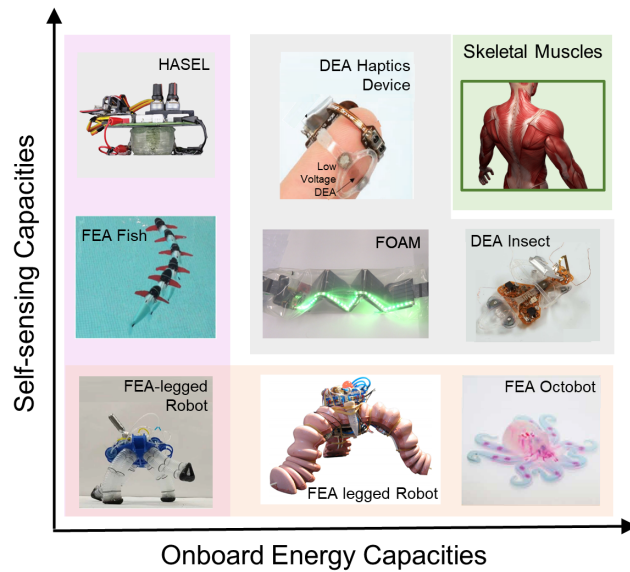 HASEL
DEA Haptics
Device
Low
Voltage
DEA
Skeletal Muscles
FEA Fish
FOAM
DEA Insect
FEA-legged
Robot
FEA legged Robot
FEA Octobot
Self-sensing Capacities
Onboard Energy Capacities